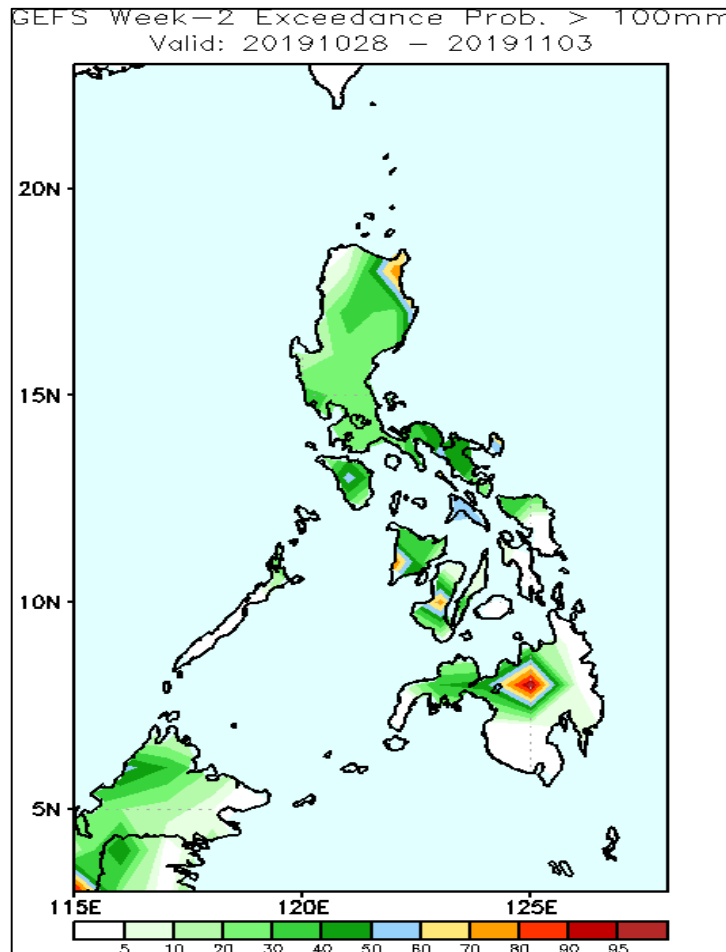 GEFS Week-2 Exceedance Prob. > 100mm
Valid: 20191028 - 20191103
20N
15N
10N
5N
115E 120E 125E
5 10 20 30 40 50 60 70 80 90 95